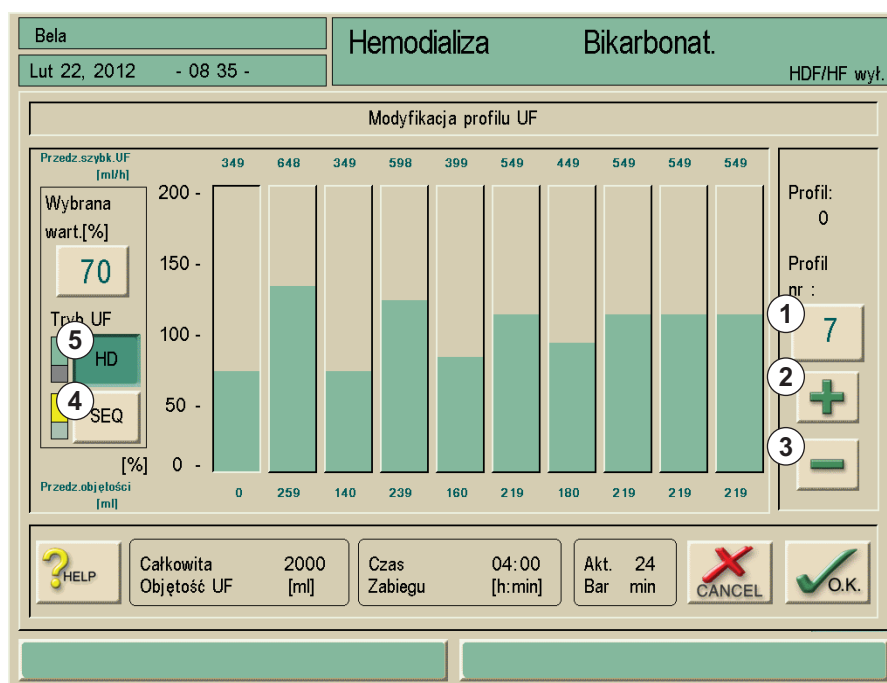 Bela
Lut 22, 2012 - 08 35 -
Hemodializa Bikarbonat.
HDF/HF wył.
Modyfikacja profilu UF
Przedz.szybk.UF
[ml/h]
349 648 349 598 399 549 449 549 549 549
Wybrana
wart.[%]
70
Tryb UF
5 HD
4 SEQ
200 -
150 -
100 -
50 -
[%] 0 -
Przedz.objętości
[ml]
0 259 140 239 160 219 180 219 219 219
Profil:
0
Profil
nr :
1 7
2
3
HELP
Całkowita 2000
Objętość UF [ml]
Czas 04:00
Zabiegu [h:min]
Akt. 24
Bar min
CANCEL
O.K.